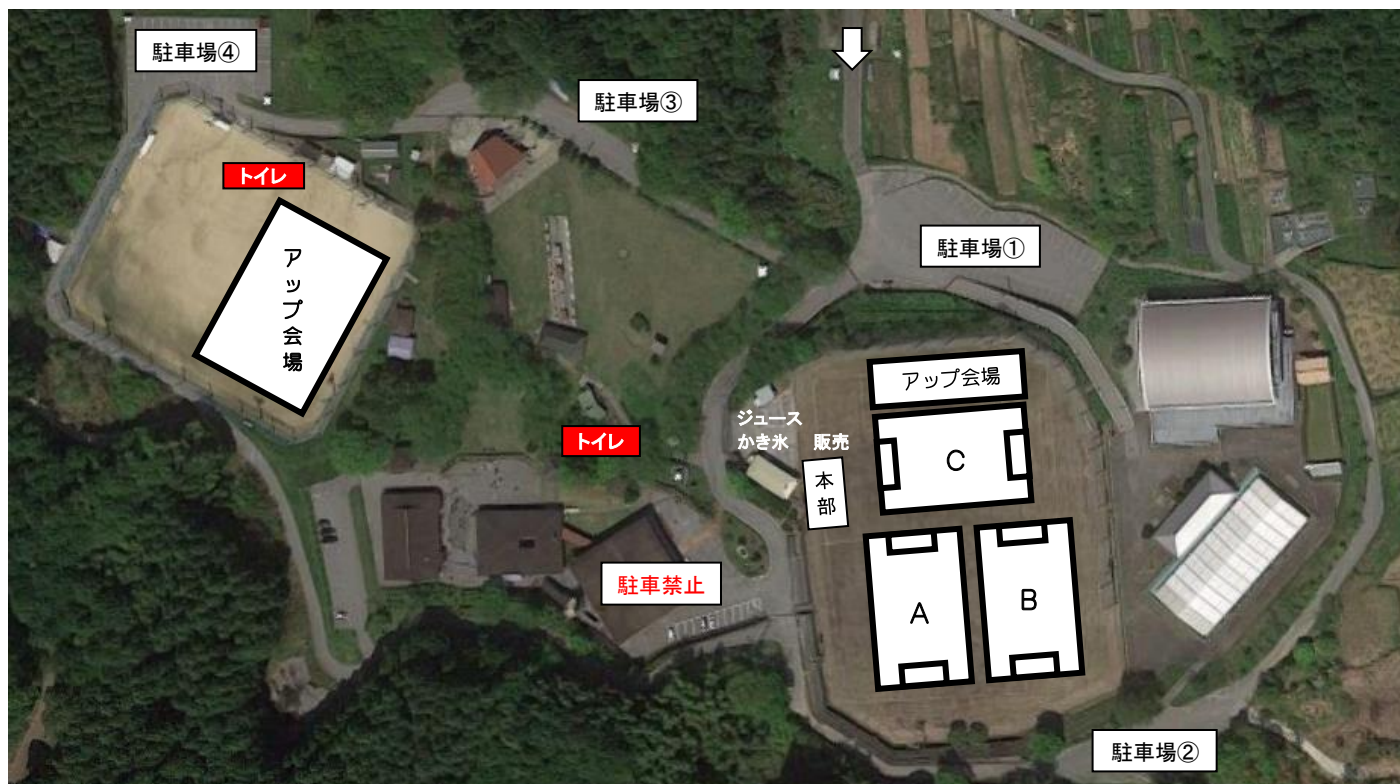 駐車場④
駐車場③
トイレ
駐車場①
アップ会場
アップ会場
ジュース
かき氷 販売
トイレ
C
本部
駐車禁止
A
B
駐車場②